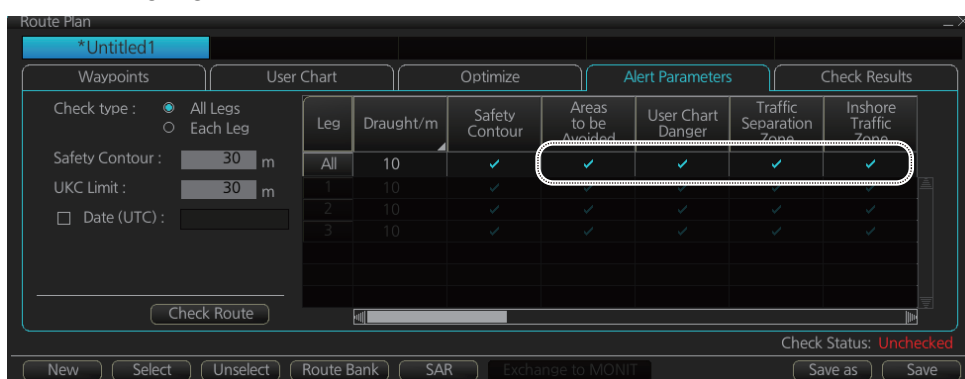 Route Plan
*Untitled1
Waypoints User Chart Optimize Alert Parameters Check Results
Check type : All Legs
Each Leg
Safety Contour : 30 m
UKC Limit : 30 m
Date (UTC) :
Check Route
Leg Draught/m Safety Contour Areas to be Avoided User Chart Danger Traffic Separation Zone Inshore Traffic Zone
All 10 ✓ ✓ ✓ ✓ ✓
1 10 ✓ ✓ ✓ ✓ ✓
2 10 ✓ ✓ ✓ ✓ ✓
3 10 ✓ ✓ ✓ ✓ ✓
Check Status: Unchecked
New Select Unselect Route Bank SAR Exchange to MONIT Save as Save